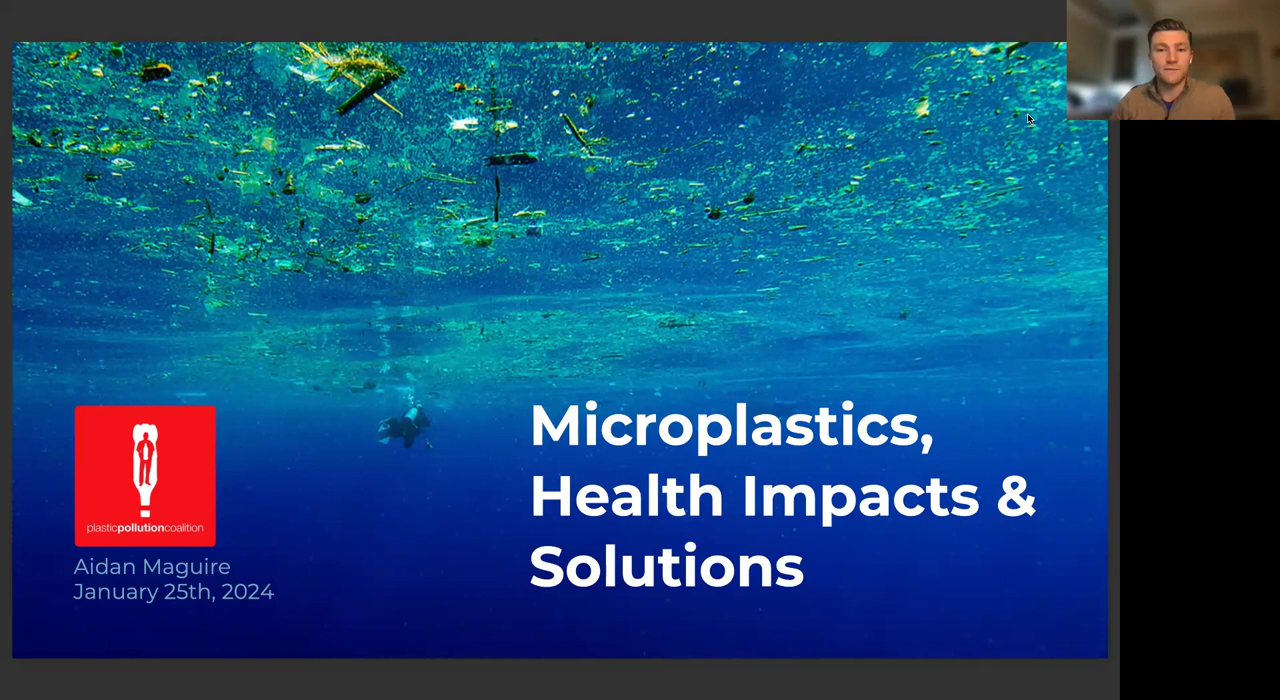 plasticpollutioncoalition
Aidan Maguire
January 25th, 2024
Microplastics,
Health Impacts &
Solutions